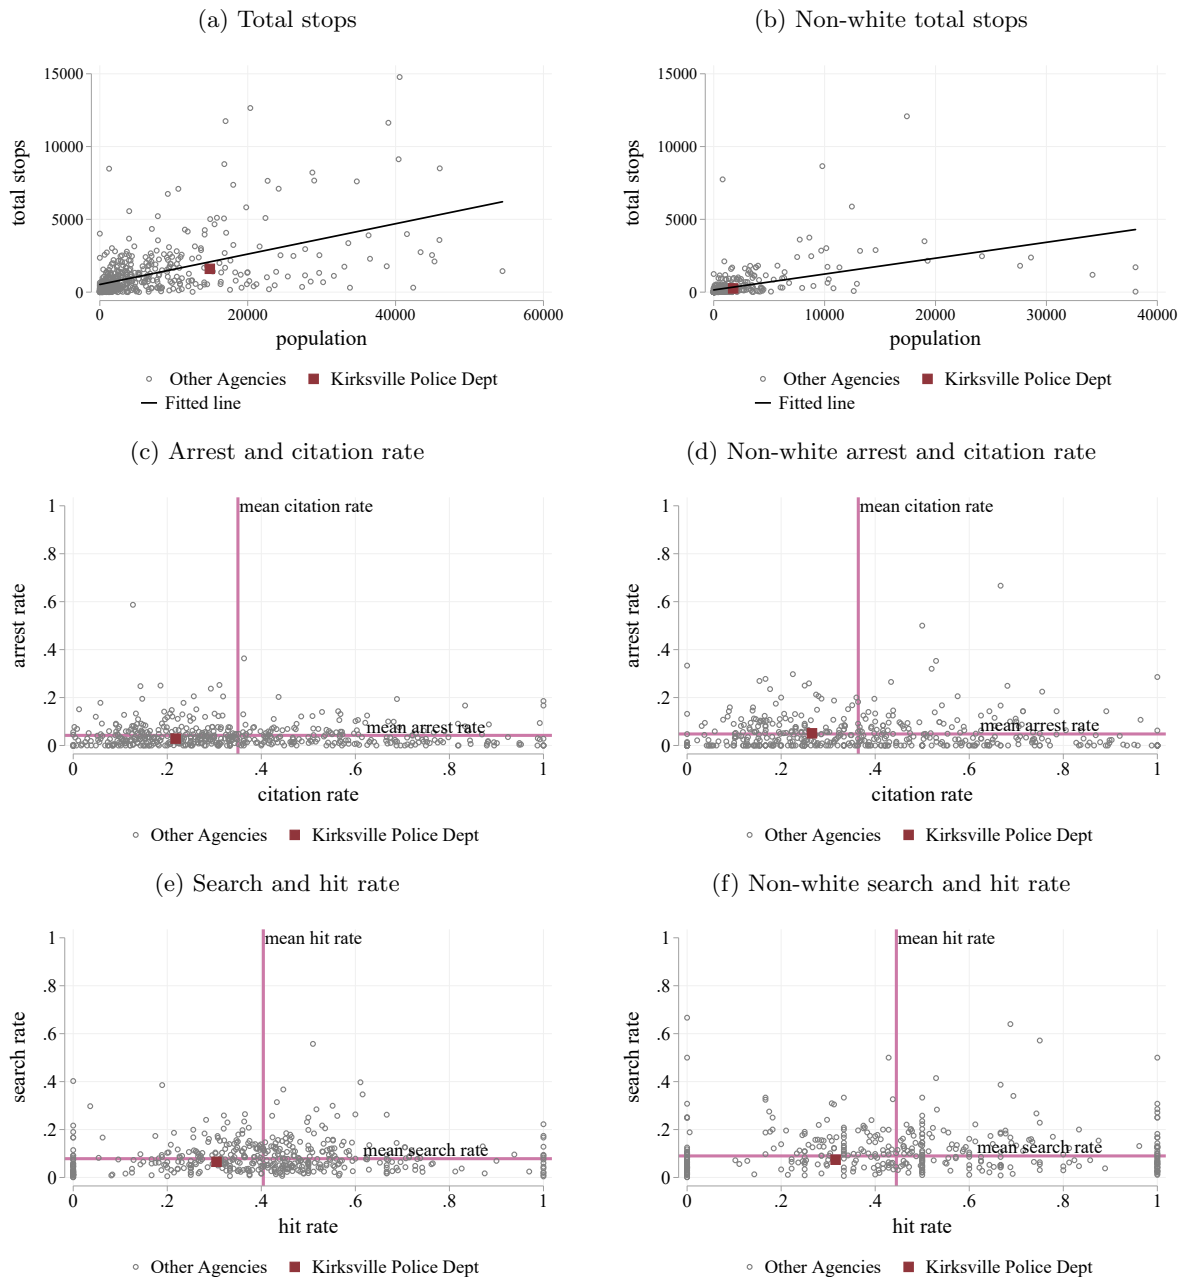 (a) Total stops
15000
10000
5000
0
total stops
0 20000 40000 60000
population
Other Agencies Kirksville Police Dept
Fitted line
(b) Non-white total stops
15000
10000
5000
0
total stops
0 10000 20000 30000 40000
population
Other Agencies Kirksville Police Dept
Fitted line
(c) Arrest and citation rate
mean citation rate
1
.8
.6
.4
.2
0
arrest rate
mean arrest rate
0 .2 .4 .6 .8 1
citation rate
Other Agencies Kirksville Police Dept
(d) Non-white arrest and citation rate
mean citation rate
1
.8
.6
.4
.2
0
arrest rate
mean arrest rate
0 .2 .4 .6 .8 1
citation rate
Other Agencies Kirksville Police Dept
(e) Search and hit rate
mean hit rate
1
.8
.6
.4
.2
0
search rate
mean search rate
0 .2 .4 .6 .8 1
hit rate
Other Agencies Kirksville Police Dept
(f) Non-white search and hit rate
mean hit rate
1
.8
.6
.4
.2
0
search rate
mean search rate
0 .2 .4 .6 .8 1
hit rate
Other Agencies Kirksville Police Dept